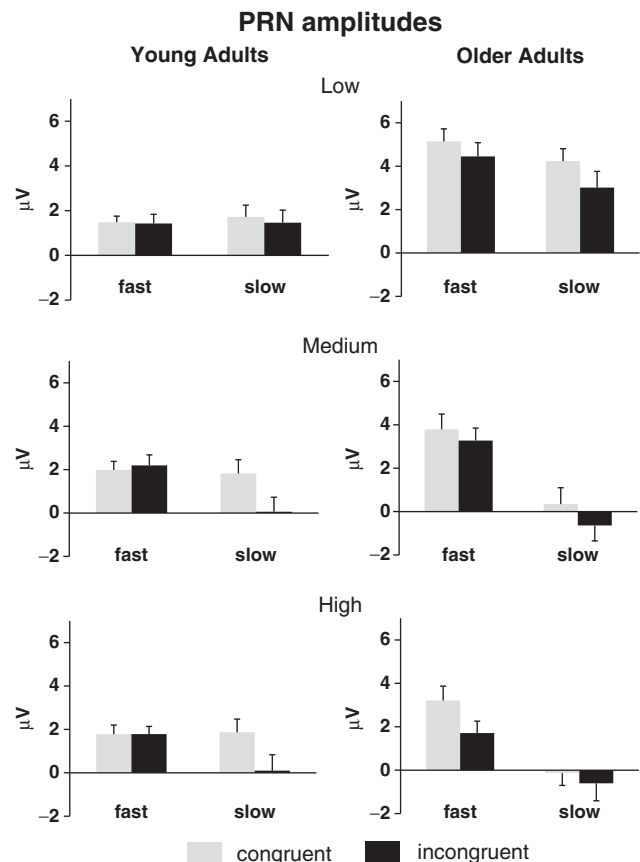 PRN amplitudes
Young Adults
Older Adults
Low
μV
6
4
2
0
−2
fast
slow
μV
6
4
2
0
−2
fast
slow
Medium
μV
6
4
2
0
−2
fast
slow
μV
6
4
2
0
−2
fast
slow
High
μV
6
4
2
0
−2
fast
slow
μV
6
4
2
0
−2
fast
slow
congruent
incongruent